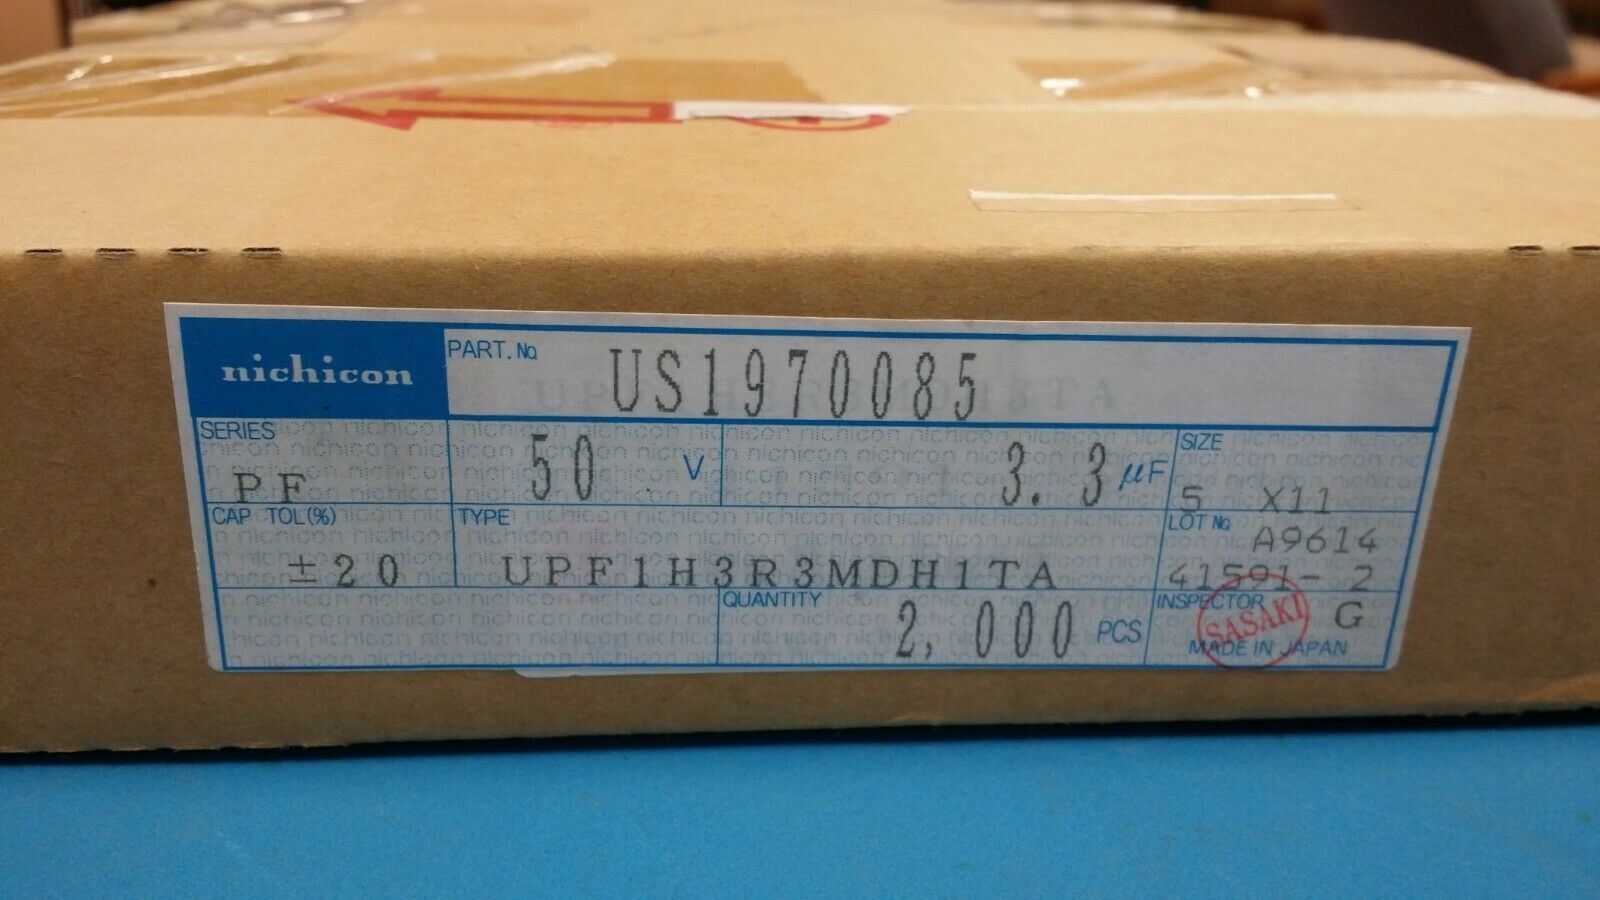 nichicon
PART. No. US1970085
SERIES PF
50 V
3.3 μF
SIZE 5 X11
CAP TOL(%) ±20
TYPE UPF1H3R3MDH1TA
LOT No. A9614
41591- 2
QUANTITY 2,000 PCS
INSPECTOR G
SASAKI
MADE IN JAPAN